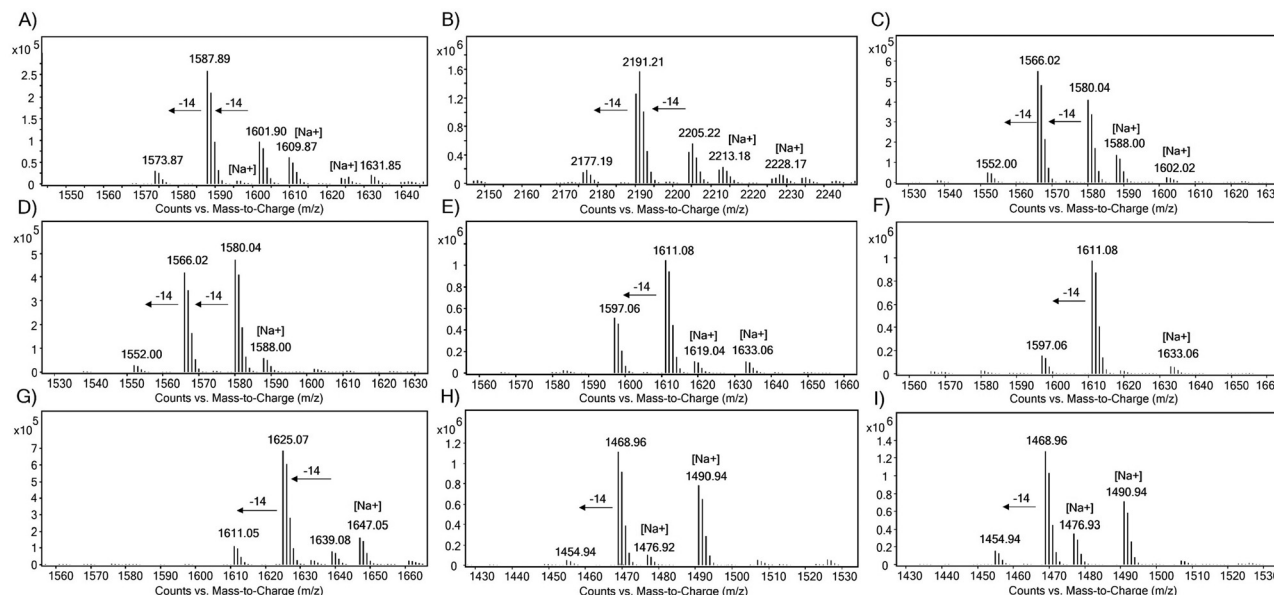 A)
x10 5
2.5
2
1.5
1
0.5
0
1587.89
-14
-14
1573.87
[Na+]
1601.90
[Na+]
1609.87
[Na+]
1631.85
1550 1560 1570 1580 1590 1600 1610 1620 1630 1640
Counts vs. Mass-to-Charge (m/z)
B)
x10 6
1.6
1.2
0.8
0.4
0
2191.21
-14
-14
2177.19
2205.22
[Na+]
2213.18
[Na+]
2228.17
2150 2160 2170 2180 2190 2200 2210 2220 2230 2240
Counts vs. Mass-to-Charge (m/z)
C)
x10 5
6
5
4
3
2
1
0
1566.02
-14
-14
1552.00
1580.04
[Na+]
1588.00
[Na+]
1602.02
1530 1540 1550 1560 1570 1580 1590 1600 1610 1620 163
Counts vs. Mass-to-Charge (m/z)
D)
x10 5
5
4
3
2
1
0
1580.04
1566.02
-14
-14
1552.00
[Na+]
1588.00
1530 1540 1550 1560 1570 1580 1590 1600 1610 1620 1630
Counts vs. Mass-to-Charge (m/z)
E)
x10 6
1
0.8
0.6
0.4
0.2
0
1611.08
-14
1597.06
[Na+]
1619.04
[Na+]
1633.06
1560 1570 1580 1590 1600 1610 1620 1630 1640 1650 1660
Counts vs. Mass-to-Charge (m/z)
F)
x10 6
1
0.8
0.6
0.4
0.2
0
1611.08
-14
1597.06
[Na+]
1633.06
1560 1570 1580 1590 1600 1610 1620 1630 1640 1650 166
Counts vs. Mass-to-Charge (m/z)
G)
x10 5
7
6
5
4
3
2
1
0
1625.07
-14
-14
1611.05
1639.08
[Na+]
1647.05
1560 1570 1580 1590 1600 1610 1620 1630 1640 1650 1660
Counts vs. Mass-to-Charge (m/z)
H)
x10 6
1.2
1
0.8
0.6
0.4
0.2
0
1468.96
-14
1454.94
[Na+]
1476.92
[Na+]
1490.94
1430 1440 1450 1460 1470 1480 1490 1500 1510 1520 1530
Counts vs. Mass-to-Charge (m/z)
I)
x10 6
1.4
1.2
1
0.8
0.6
0.4
0.2
0
1468.96
-14
1454.94
[Na+]
1476.93
[Na+]
1490.94
1430 1440 1450 1460 1470 1480 1490 1500 1510 1520 153
Counts vs. Mass-to-Charge (m/z)